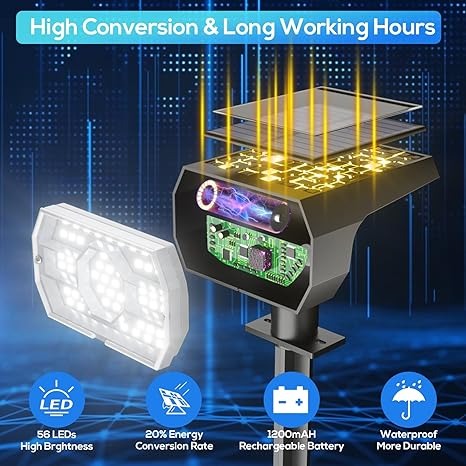 High Conversion & Long Working Hours
LED
56 LEDs
High Brghtness
20% Energy
Conversion Rate
1200mAH
Rechargeable Battery
Waterproof
More Durable